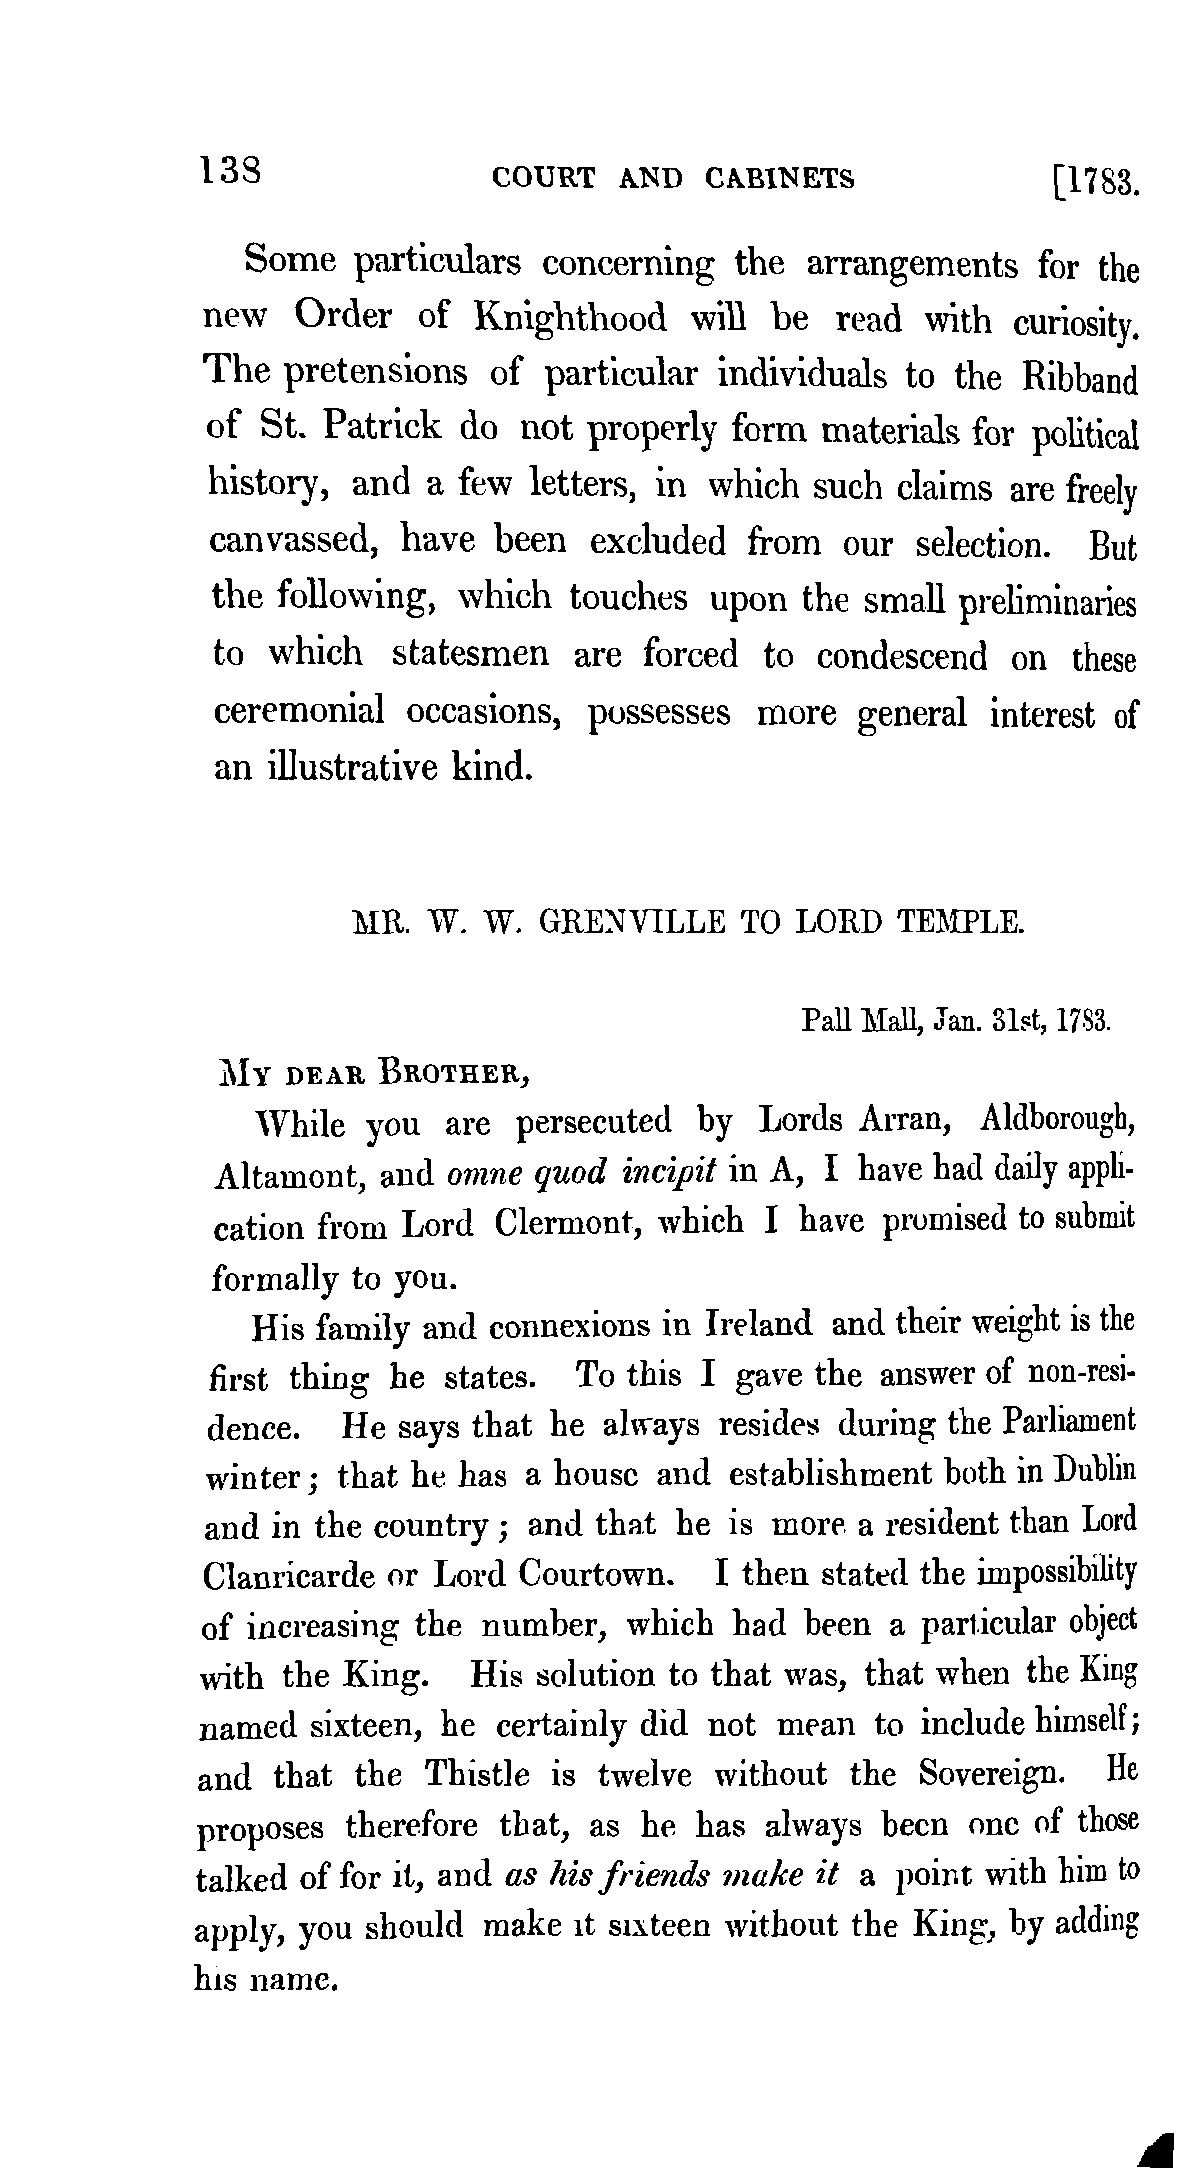 138 COURT AND CABINETS [1783.
Some particulars concerning the arrangements for the
new Order of Knighthood will be read with curiosity.
The pretensions of particular individuals to the Ribband
of St. Patrick do not properly form materials for political
history, and a few letters, in which such claims are freely
canvassed, have been excluded from our selection. But
the following, which touches upon the small preliminaries
to which statesmen are forced to condescend on these
ceremonial occasions, possesses more general interest of
an illustrative kind.
MR. W. W. GRENVILLE TO LORD TEMPLE.
Pall Mall, Jan. 31st, 1783.
MY DEAR BROTHER,
While you are persecuted by Lords Arran, Aldborough,
Altamont, and omne quod incipit in A, I have had daily appli-
cation from Lord Clermont, which I have promised to submit
formally to you.
His family and connexions in Ireland and their weight is the
first thing he states. To this I gave the answer of non-resi-
dence. He says that he always resides during the Parliament
winter; that he has a house and establishment both in Dublin
and in the country; and that he is more a resident than Lord
Clanricarde or Lord Courtown. I then stated the impossibility
of increasing the number, which had been a particular object
with the King. His solution to that was, that when the King
named sixteen, he certainly did not mean to include himself;
and that the Thistle is twelve without the Sovereign. He
proposes therefore that, as he has always been one of those
talked of for it, and as his friends make it a point with him to
apply, you should make it sixteen without the King, by adding
his name.